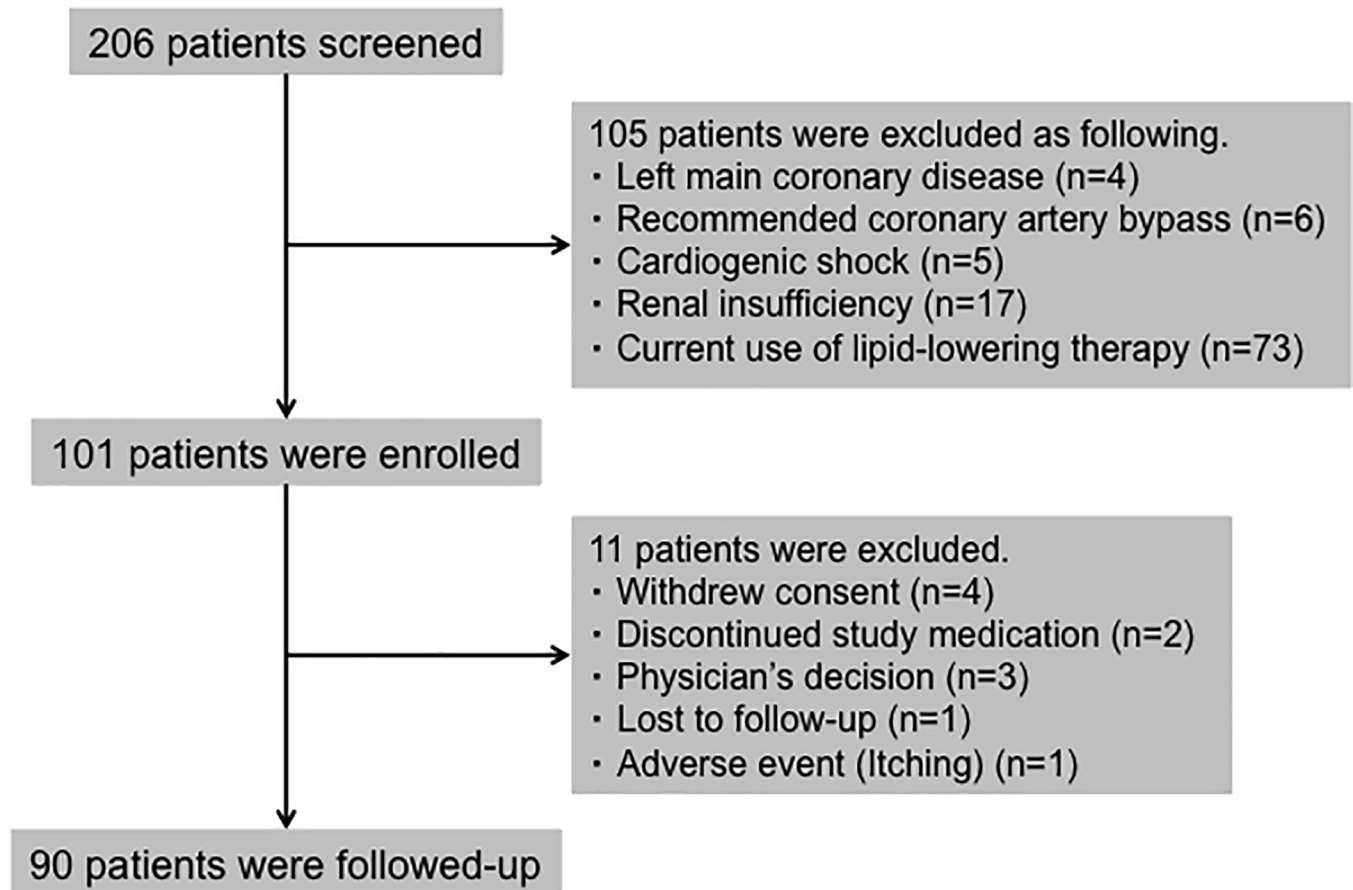 206 patients screened
105 patients were excluded as following.
・Left main coronary disease (n=4)
・Recommended coronary artery bypass (n=6)
・Cardiogenic shock (n=5)
・Renal insufficiency (n=17)
・Current use of lipid-lowering therapy (n=73)
101 patients were enrolled
11 patients were excluded.
・Withdrew consent (n=4)
・Discontinued study medication (n=2)
・Physician’s decision (n=3)
・Lost to follow-up (n=1)
・Adverse event (Itching) (n=1)
90 patients were followed-up